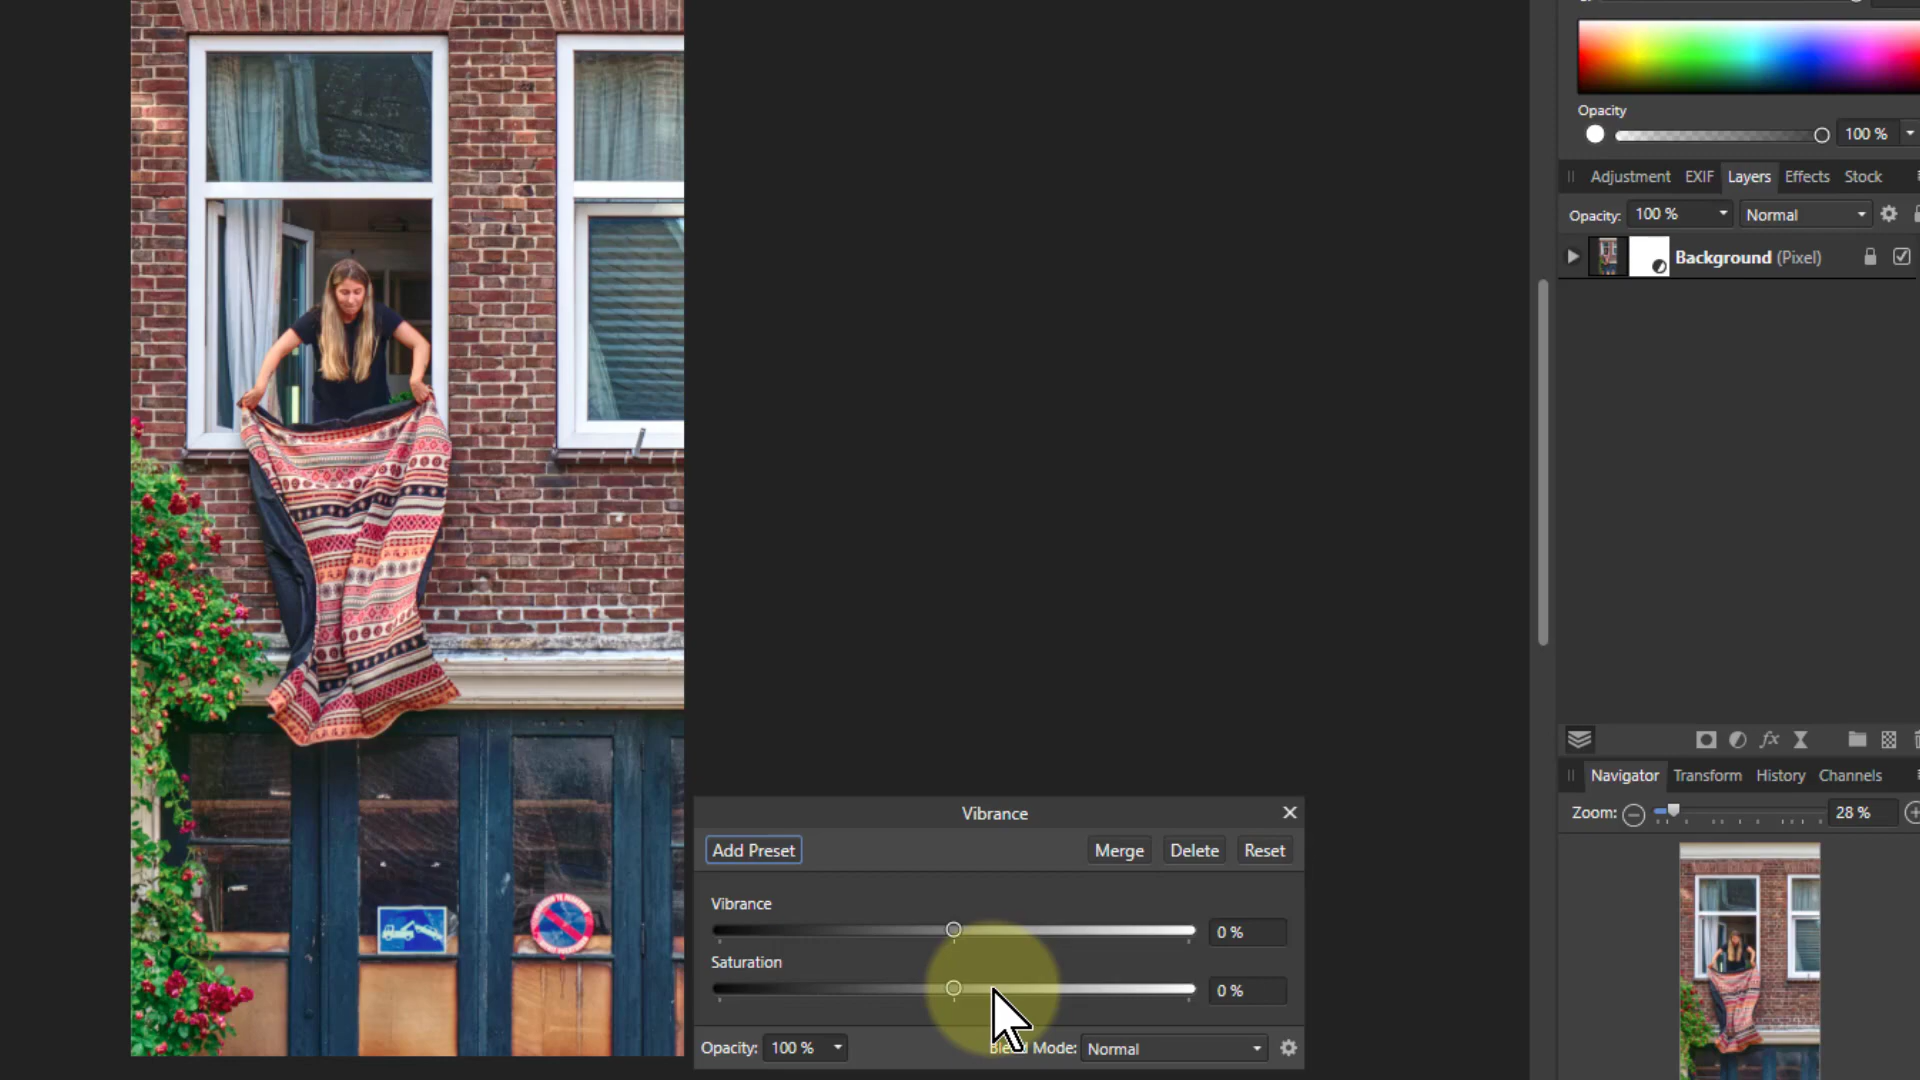 Opacity
100 %
Adjustment EXIF Layers Effects Stock
Opacity: 100 % Normal
Background (Pixel)
Navigator Transform History Channels
Zoom: 28 %
Vibrance
Add Preset Merge Delete Reset
Vibrance
0 %
Saturation
0 %
Opacity: 100 % Blend Mode: Normal